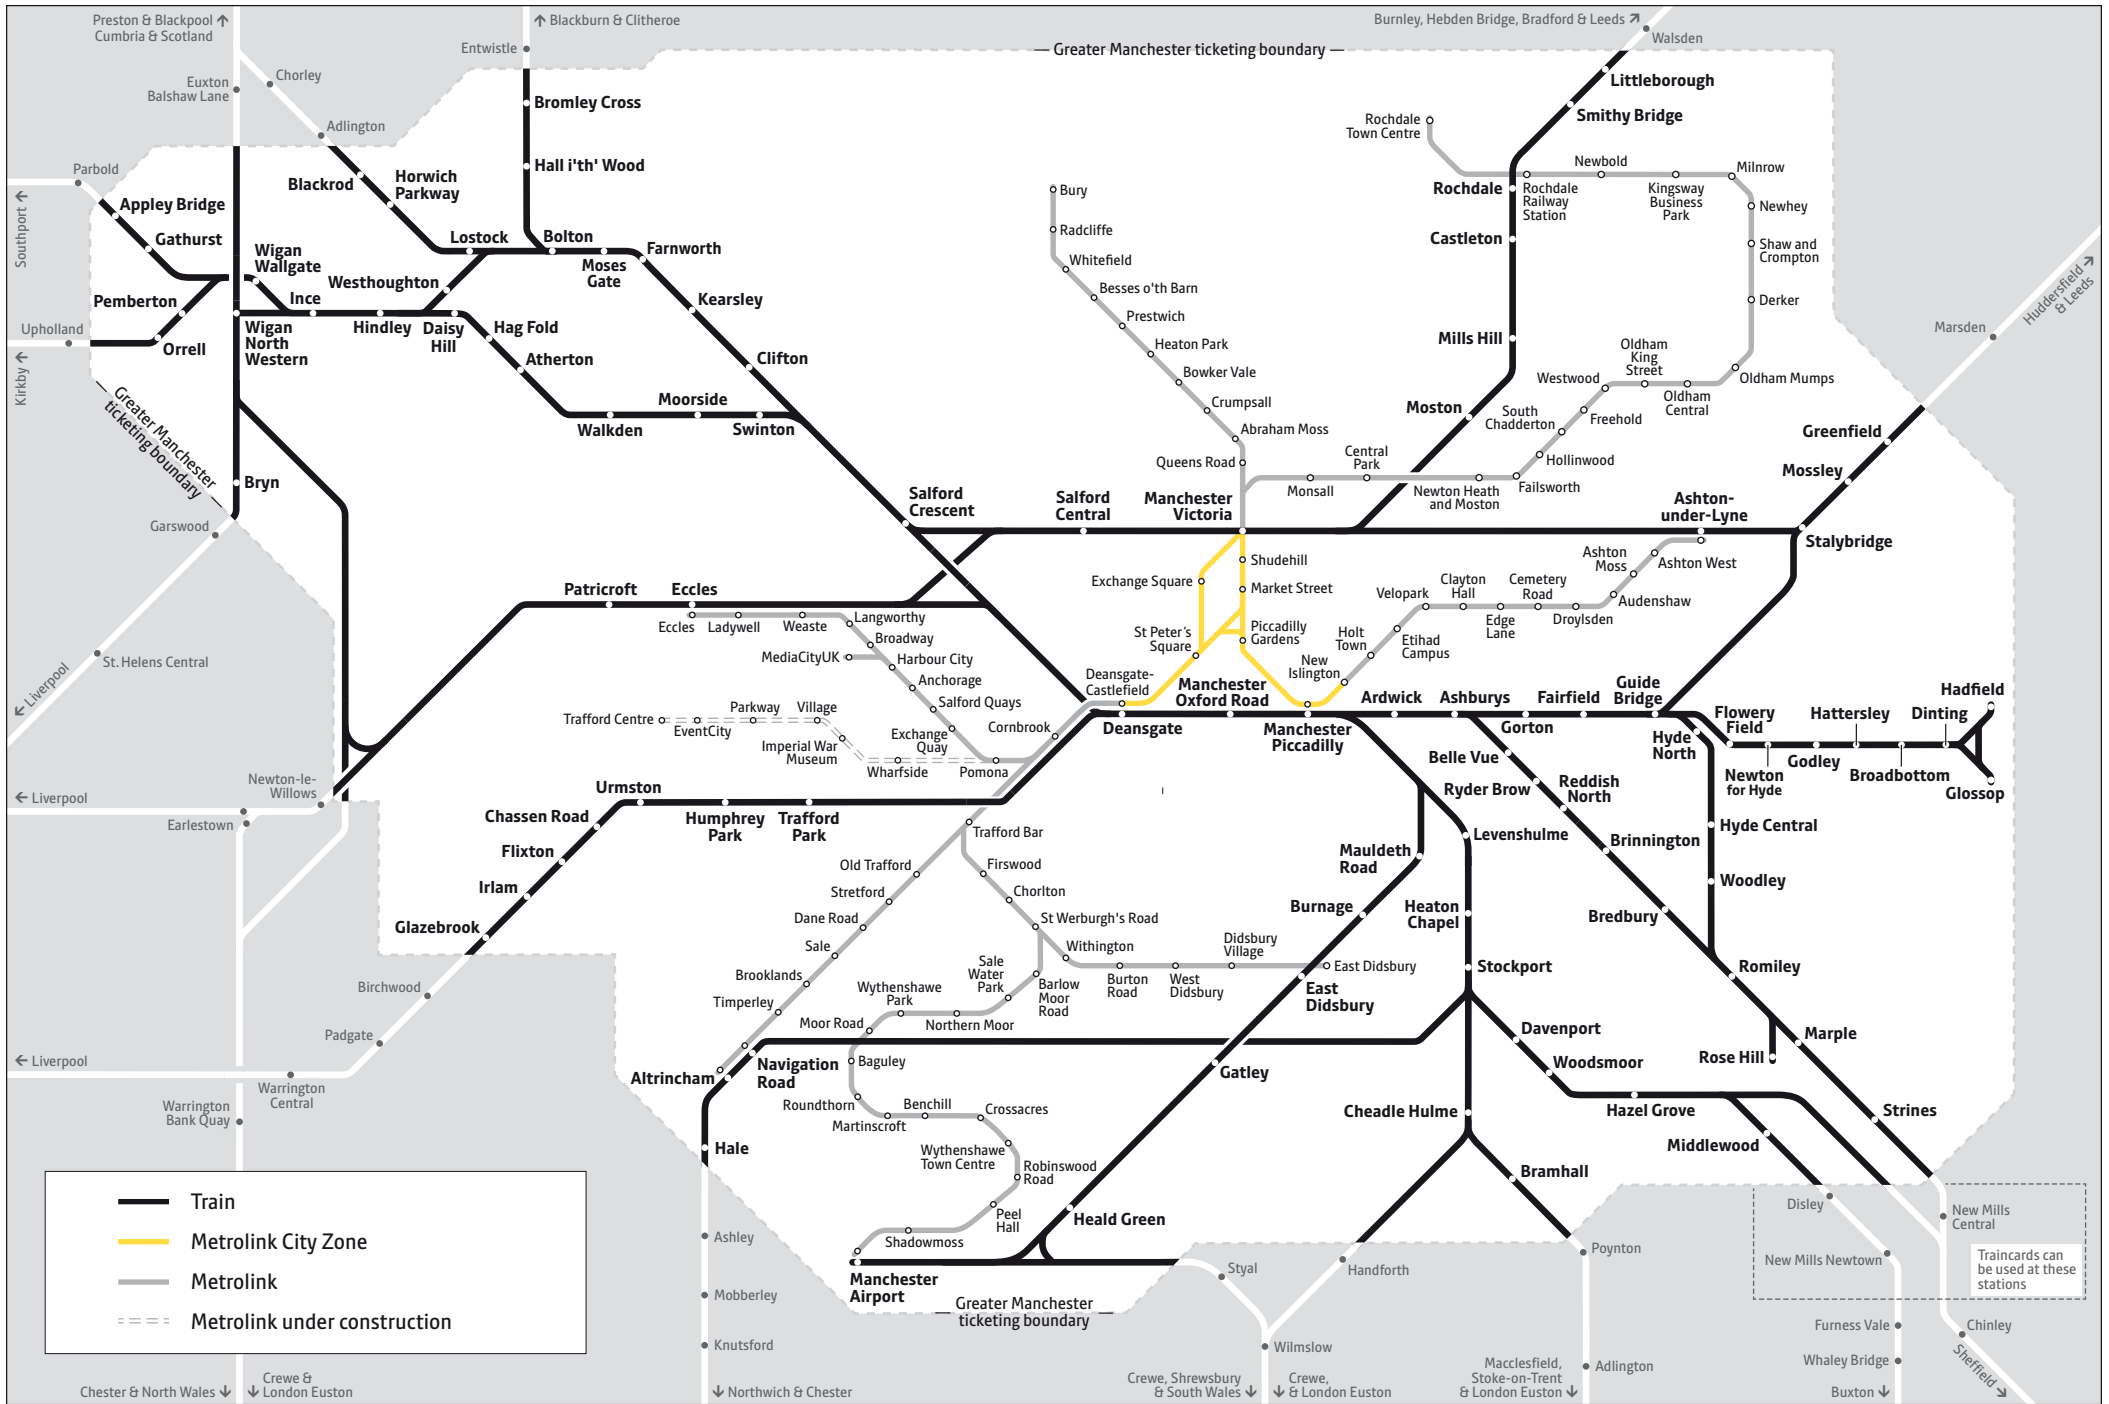 Preston & Blackpool ↑
Cumbria & Scotland
↑ Blackburn & Clitheroe
Burnley, Hebden Bridge, Bradford & Leeds ↗
Entwistle
Walsden
Greater Manchester ticketing boundary
Euxton
Balshaw Lane
Chorley
Adlington
Bromley Cross
Littleborough
Smithy Bridge
Rochdale
Town Centre
Parbold
Hall i'th' Wood
Blackrod
Horwich
Parkway
Newbold
Milnrow
Rochdale
Rochdale
Railway
Station
Kingsway
Business
Park
Bury
Southport ←
Appley Bridge
Newhey
Radcliffe
Gathurst
Wigan
Wallgate
Lostock
Bolton
Farnworth
Castleton
Shaw and
Crompton
Whitefield
Moses
Gate
Westhoughton
Huddersfield ↗
& Leeds
Besses o'th Barn
Pemberton
Ince
Kearsley
Derker
Prestwich
Upholland
Orrell
Wigan
North
Western
Hindley
Daisy
Hill
Hag Fold
Marsden
Mills Hill
Heaton Park
Oldham
King
Street
Atherton
Clifton
Kirkby ←
Bowker Vale
Westwood
Oldham Mumps
Greater Manchester
ticketing boundary
Moorside
Crumpsall
Moston
South
Chadderton
Freehold
Oldham
Central
Walkden
Swinton
Abraham Moss
Greenfield
Queens Road
Central
Park
Hollinwood
Mossley
Bryn
Monsall
Newton Heath
and Moston
Failsworth
Salford
Crescent
Salford
Central
Manchester
Victoria
Ashton-
under-Lyne
Garswood
Stalybridge
Shudehill
Ashton
Moss
Ashton West
Exchange Square
Market Street
Patricroft
Eccles
Velopark
Clayton
Hall
Cemetery
Road
Audenshaw
Eccles
Ladywell
Weaste
Langworthy
Edge
Lane
Droylsden
Broadway
St Peter's
Square
Piccadilly
Gardens
Holt
Town
Etihad
Campus
MediaCityUK
Harbour City
New
Islington
St. Helens Central
Anchorage
Deansgate-
Castlefield
↙ Liverpool
Salford Quays
Manchester
Oxford Road
Ardwick
Ashburys
Fairfield
Guide
Bridge
Hadfield
Trafford Centre
Parkway
Village
Cornbrook
EventCity
Deansgate
Manchester
Piccadilly
Gorton
Flowery
Field
Hattersley
Dinting
Imperial War
Museum
Exchange
Quay
Hyde
North
Belle Vue
Godley
Wharfside
Pomona
Newton
for Hyde
Broadbottom
Glossop
Newton-le-
Willows
← Liverpool
Urmston
Ryder Brow
Reddish
North
Earlestown
Chassen Road
Humphrey
Park
Trafford
Park
Trafford Bar
Levenshulme
Hyde Central
Brinnington
Flixton
Old Trafford
Firswood
Mauldeth
Road
Irlam
Stretford
Chorlton
Woodley
Glazebrook
Dane Road
St Werburgh's Road
Burnage
Heaton
Chapel
Bredbury
Sale
Withington
Didsbury
Village
Brooklands
Sale
Water
Park
East Didsbury
Stockport
Romiley
Birchwood
Timperley
Wythenshawe
Park
Barlow
Moor
Road
Burton
Road
West
Didsbury
East
Didsbury
Moor Road
Northern Moor
Padgate
Davenport
Marple
← Liverpool
Navigation
Road
Baguley
Woodsmoor
Rose Hill
Altrincham
Gatley
Warrington
Central
Roundthorn
Benchill
Crossacres
Warrington
Bank Quay
Martinscroft
Cheadle Hulme
Hazel Grove
Strines
Hale
Wythenshawe
Town Centre
Middlewood
Robinswood
Road
Bramhall
Train
Metrolink City Zone
Metrolink
Metrolink under construction
Peel
Hall
Heald Green
Disley
New Mills
Central
Ashley
Shadowmoss
Poynton
New Mills Newtown
Traincards can
be used at these
stations
Manchester
Airport
Styal
Handforth
Mobberley
Greater Manchester
ticketing boundary
Furness Vale
Chinley
Knutsford
Wilmslow
Macclesfield,
Stoke-on-Trent
& London Euston ↓
Adlington
Whaley Bridge
Sheffield ↘
Chester & North Wales ↓
↓ Crewe &
London Euston
↓ Northwich & Chester
Crewe, Shrewsbury
& South Wales ↓
↓ Crewe,
& London Euston
Buxton ↓